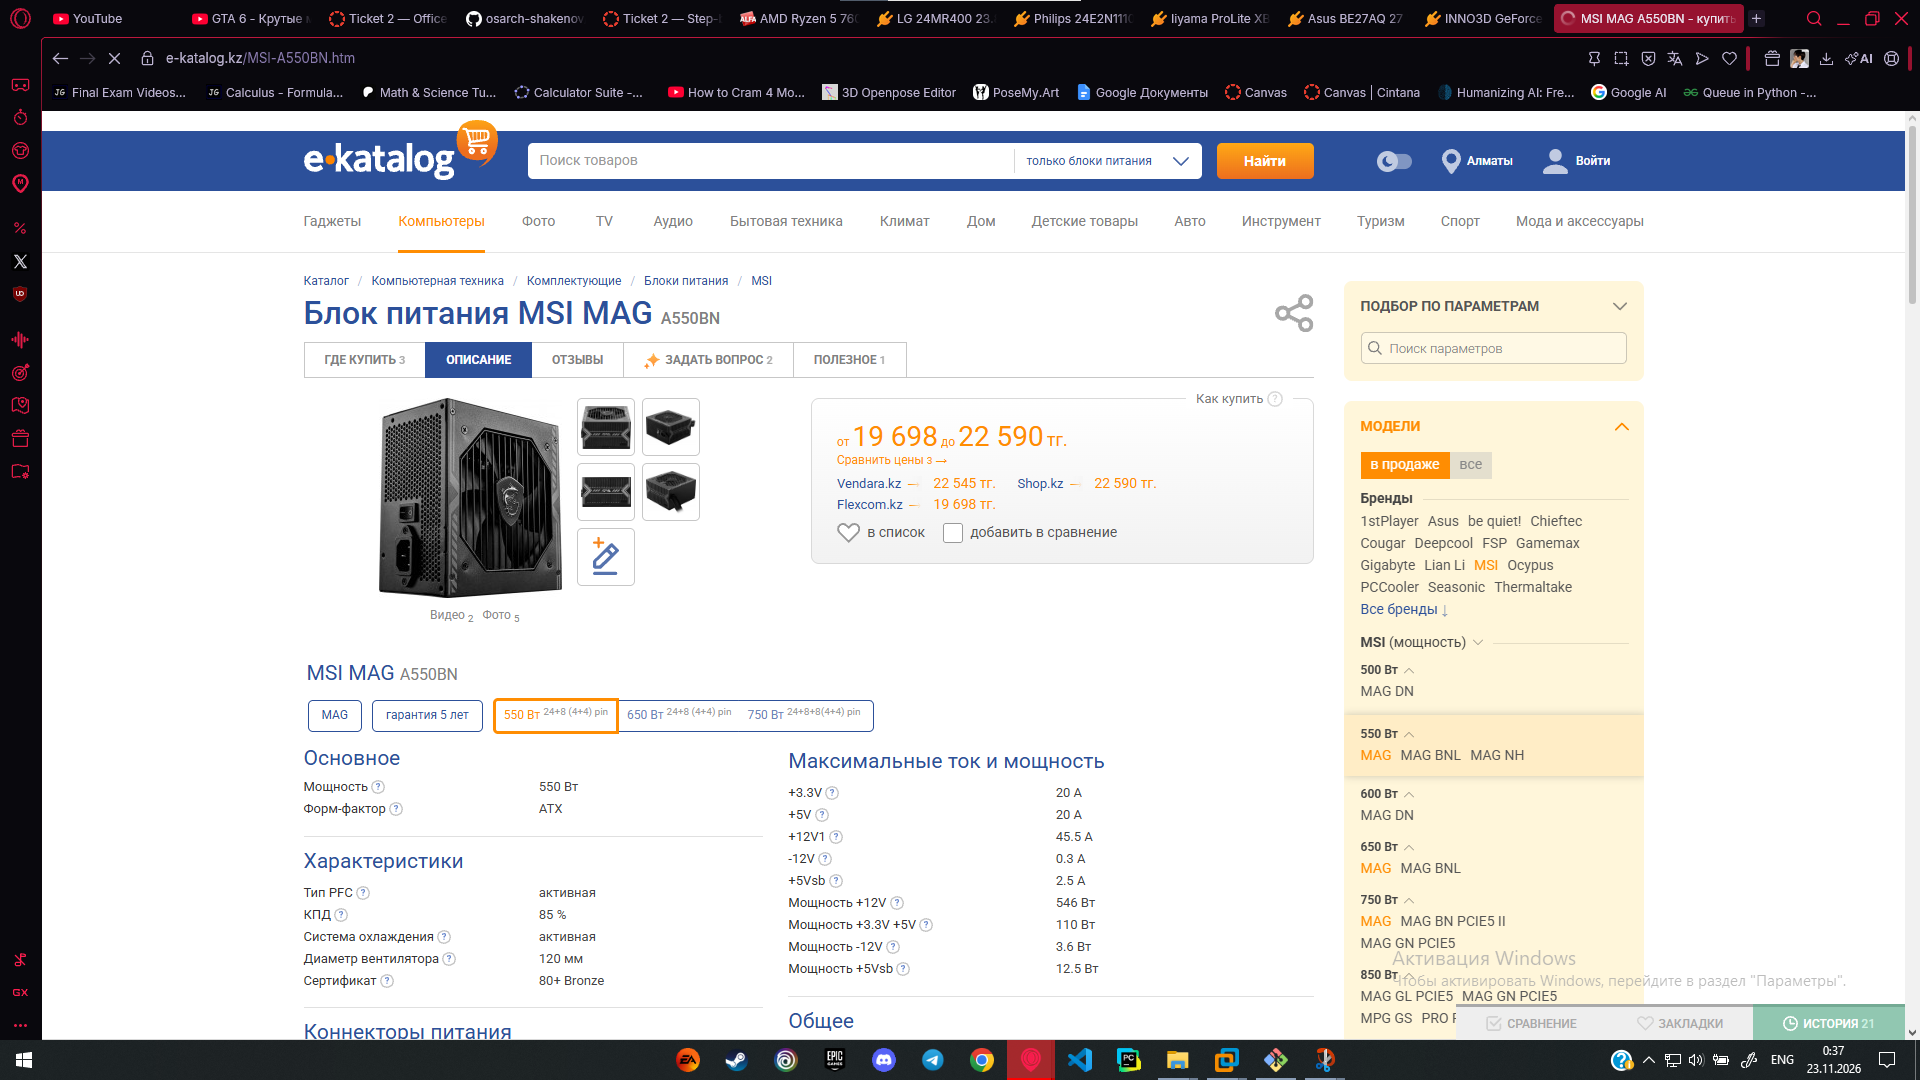 YouTube
GTA 6 - Крутые
Ticket 2 — Office
osarch-shakenov
Ticket 2 — Step-
AMD Ryzen 5 760
LG 24MR400 23.
Philips 24E2N1110
Iiyama ProLite XB
Asus BE27AQ 27
INNO3D GeForce
MSI MAG A550BN - купить
e-katalog.kz/MSI-A550BN.htm
AI
Final Exam Videos...
Calculus - Formula...
Math & Science Tu...
Calculator Suite -...
How to Cram 4 Mo...
3D Openpose Editor
PoseMy.Art
Google Документы
Canvas
Canvas | Cintana
Humanizing AI: Fre...
Google AI
Queue in Python -...
e·katalog
Поиск товаров
только блоки питания
Найти
Алматы
Войти
Гаджеты
Компьютеры
Фото
TV
Аудио
Бытовая техника
Климат
Дом
Детские товары
Авто
Инструмент
Туризм
Спорт
Мода и аксессуары
Каталог / Компьютерная техника / Комплектующие / Блоки питания / MSI
Блок питания MSI MAG A550BN
ГДЕ КУПИТЬ 3
ОПИСАНИЕ
ОТЗЫВЫ
ЗАДАТЬ ВОПРОС 2
ПОЛЕЗНОЕ 1
Видео 2 Фото 5
Как купить ?
от 19 698 до 22 590 тг.
Сравнить цены 3 →
Vendara.kz — 22 545 тг. Shop.kz — 22 590 тг.
Flexcom.kz — 19 698 тг.
в список
добавить в сравнение
MSI MAG A550BN
MAG
гарантия 5 лет
550 Вт 24+8 (4+4) pin
650 Вт 24+8 (4+4) pin
750 Вт 24+8+8(4+4) pin
Основное
Мощность ? 550 Вт
Форм-фактор ? ATX
Характеристики
Тип PFC ? активная
КПД ? 85 %
Система охлаждения ? активная
Диаметр вентилятора ? 120 мм
Сертификат ? 80+ Bronze
Коннекторы питания
Максимальные ток и мощность
+3.3V ? 20 А
+5V ? 20 А
+12V1 ? 45.5 А
-12V ? 0.3 А
+5Vsb ? 2.5 А
Мощность +12V ? 546 Вт
Мощность +3.3V +5V ? 110 Вт
Мощность -12V ? 3.6 Вт
Мощность +5Vsb ? 12.5 Вт
Общее
ПОДБОР ПО ПАРАМЕТРАМ
Поиск параметров
МОДЕЛИ
в продаже все
Бренды
1stPlayer Asus be quiet! Chieftec
Cougar Deepcool FSP Gamemax
Gigabyte Lian Li MSI Ocypus
PCCooler Seasonic Thermaltake
Все бренды ↓
MSI (мощность)
500 Вт
MAG DN
550 Вт
MAG MAG BNL MAG NH
600 Вт
MAG DN
650 Вт
MAG MAG BNL
750 Вт
MAG MAG BN PCIE5 II
MAG GN PCIE5
850 Вт
MAG GL PCIE5 MAG GN PCIE5
MPG GS PRO
Активация Windows
Чтобы активировать Windows, перейдите в раздел "Параметры".
СРАВНЕНИЕ
ЗАКЛАДКИ
ИСТОРИЯ 21
GX
EA
EPIC GAMES
PC
ENG
0:37
23.11.2026